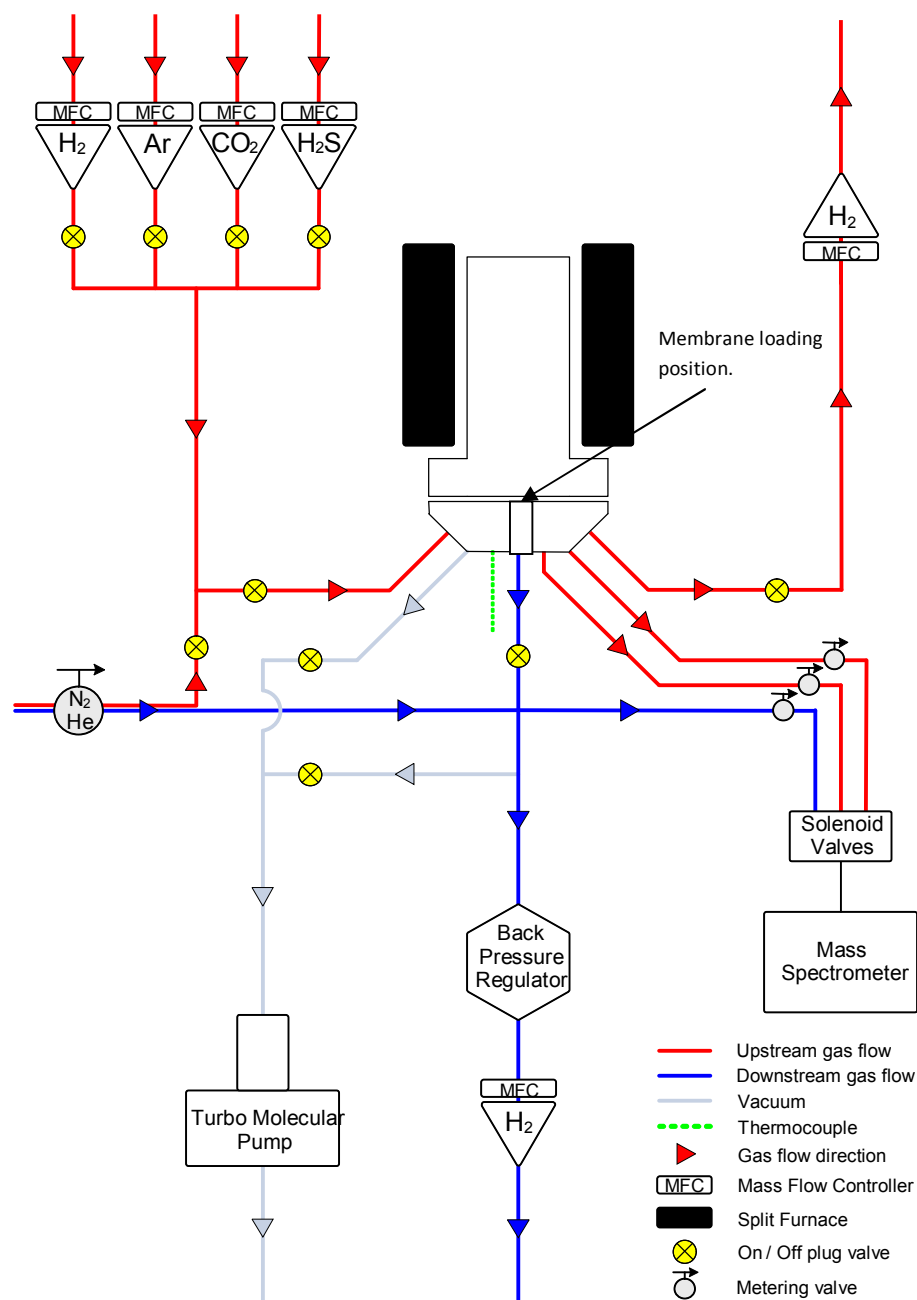 MFC
MFC
MFC
MFC
H2
Ar
CO2
H2S
H2
MFC
Membrane loading
position.
N2
He
Solenoid
Valves
Back
Pressure
Regulator
Mass
Spectrometer
MFC
H2
Turbo Molecular
Pump
Upstream gas flow
Downstream gas flow
Vacuum
Thermocouple
Gas flow direction
MFC Mass Flow Controller
Split Furnace
On / Off plug valve
Metering valve